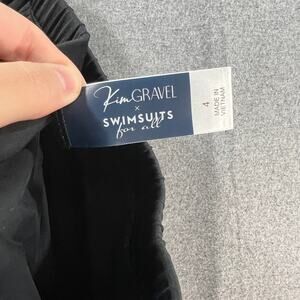 Kim GRAVEL
x
SWIMSUITS
for all
4
MADE IN
VIETNAM